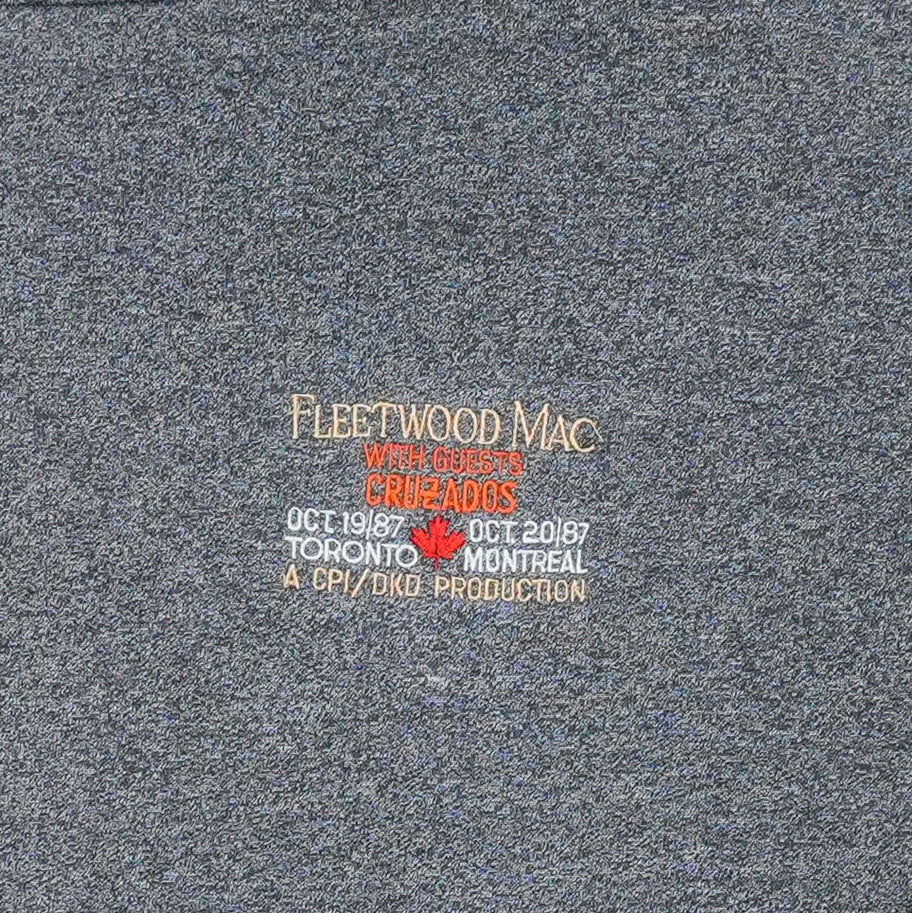 FLEETWOOD MAC
WITH GUESTS
CRUZADOS
OCT. 19/87 OCT. 20/87
TORONTO MONTREAL
A CPI/DKD PRODUCTION